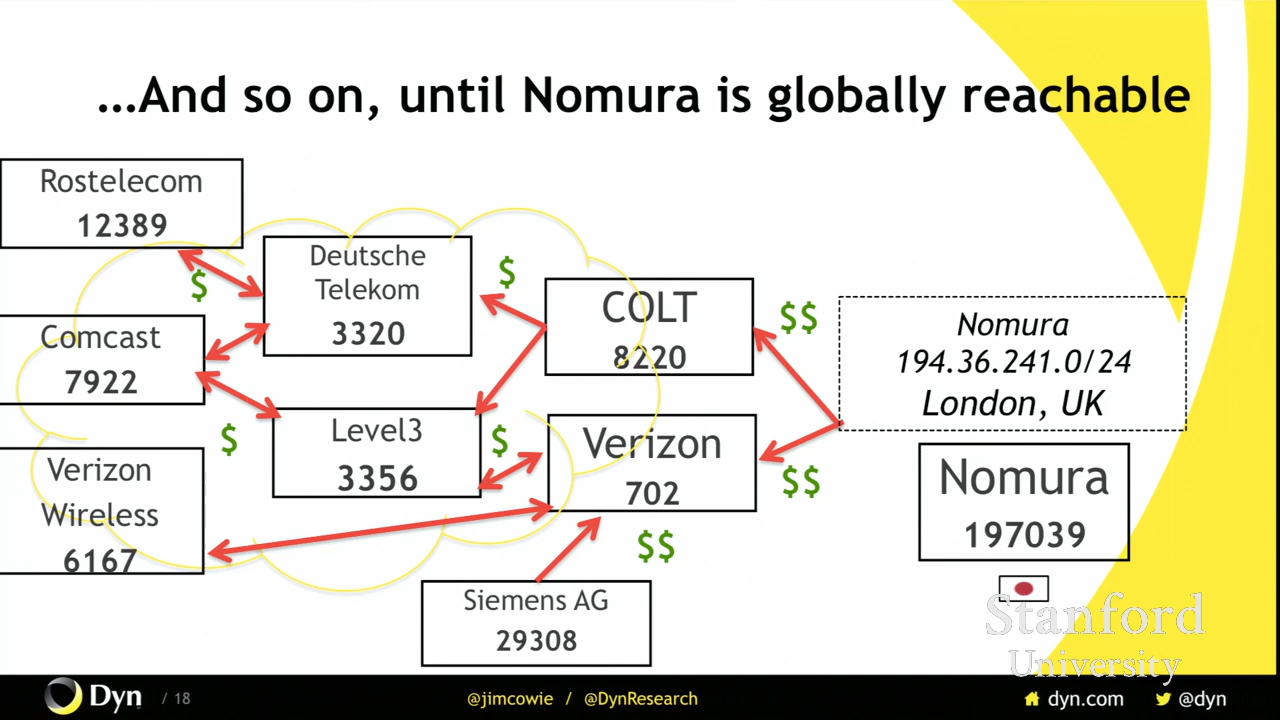 ...And so on, until Nomura is globally reachable
Rostelecom
12389
$
Deutsche
Telekom
3320
$
COLT
8220
$$
Nomura
194.36.241.0/24
London, UK
Comcast
7922
$
Level3
3356
$
Verizon
702
$$
Nomura
197039
Verizon
Wireless
6167
$$
Siemens AG
29308
Stanford
University
Dyn
/ 18
@jimcowie / @DynResearch
dyn.com
@dyn